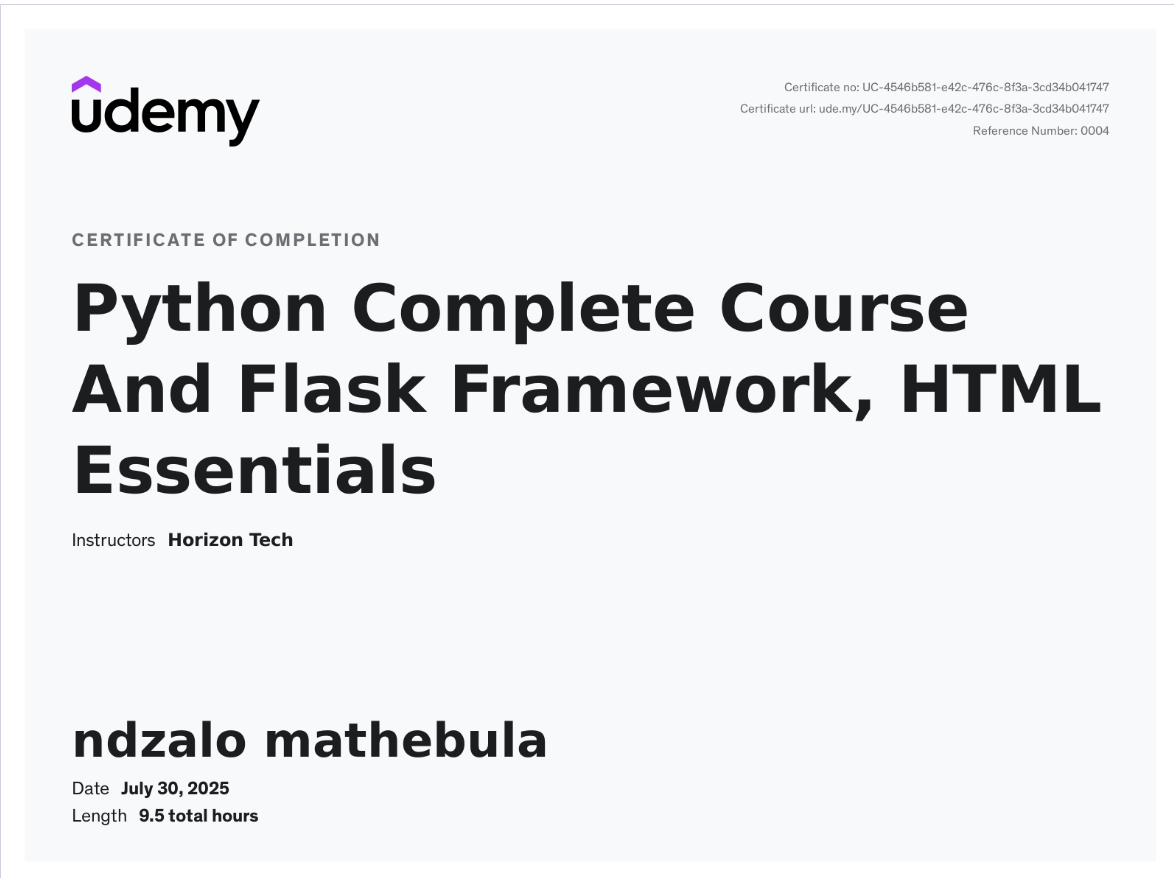 udemy
Certificate no: UC-4546b581-e42c-476c-8f3a-3cd34b041747
Certificate url: ude.my/UC-4546b581-e42c-476c-8f3a-3cd34b041747
Reference Number: 0004
CERTIFICATE OF COMPLETION
Python Complete Course
And Flask Framework, HTML
Essentials
Instructors Horizon Tech
ndzalo mathebula
Date July 30, 2025
Length 9.5 total hours